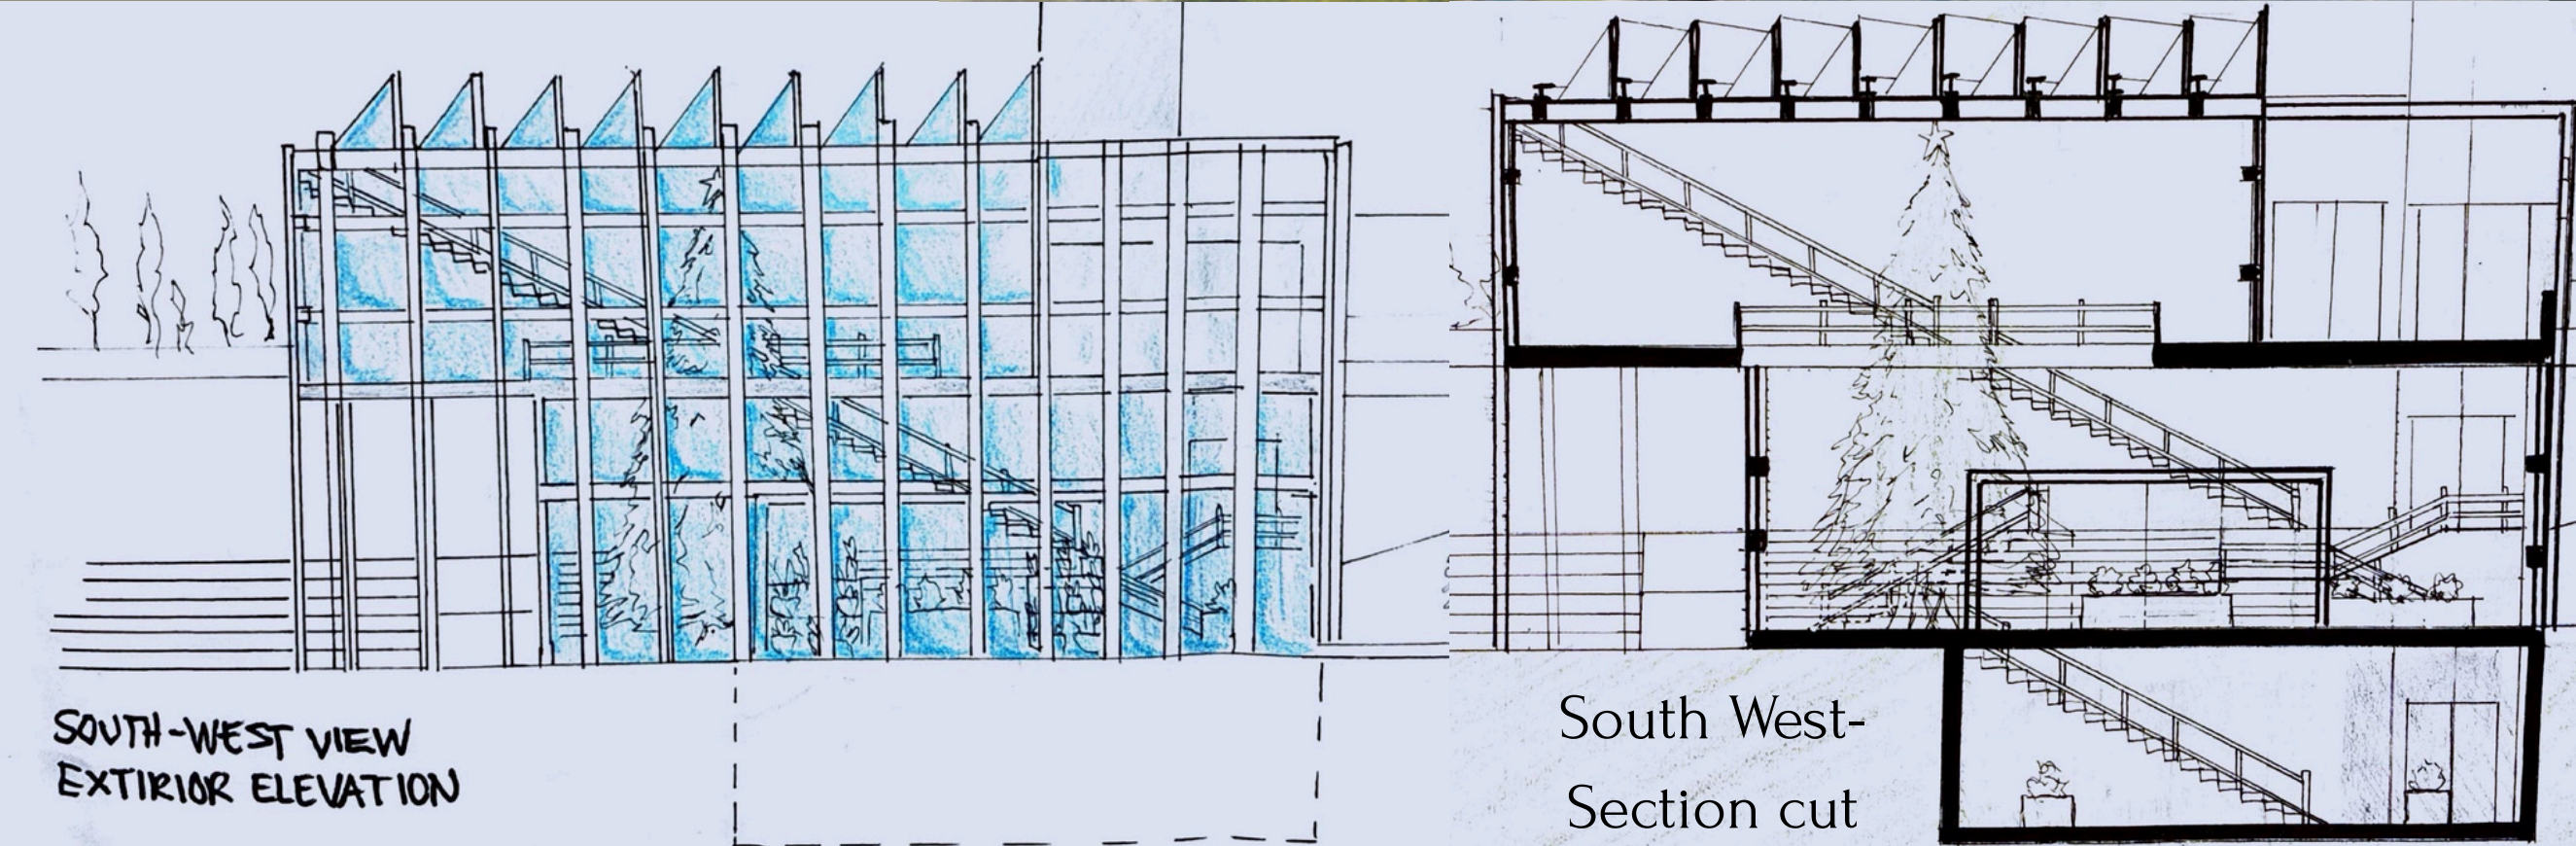 SOUTH-WEST VIEW
EXTIRIOR ELEVATION
South West-
Section cut